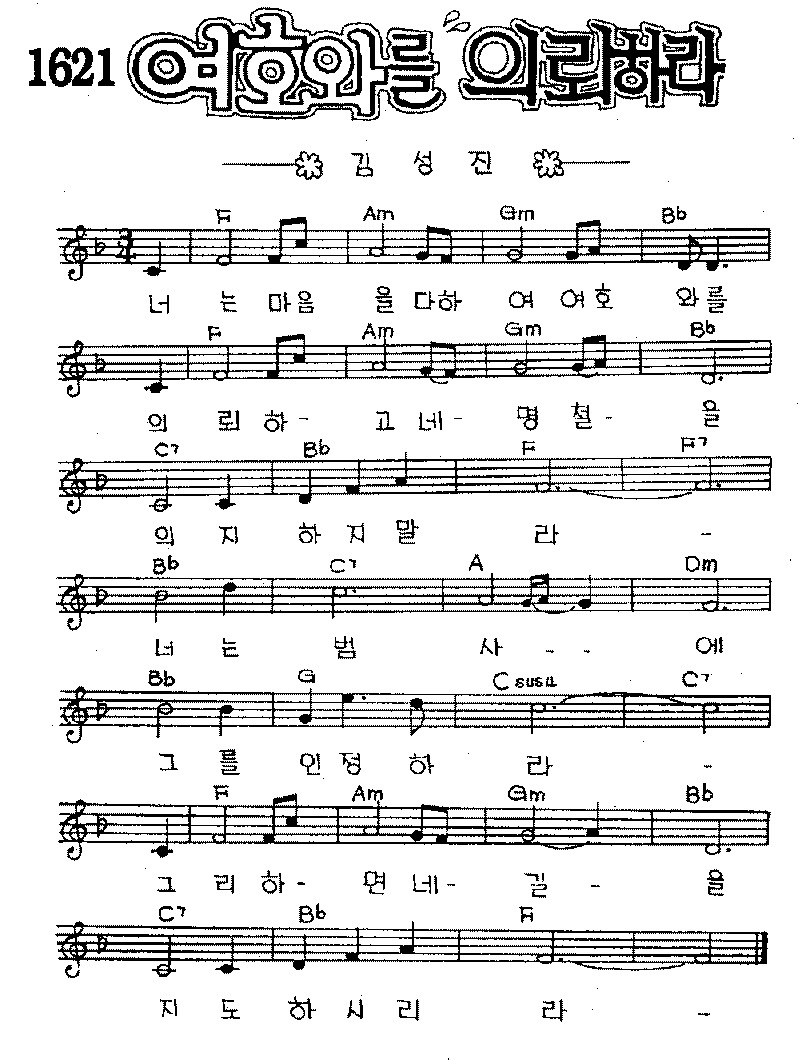 1621 여호와를 의뢰하라
김성진
F Am Gm Bb
너 는 마음 을 다하 여 여호 와를
F Am Gm Bb
의 뢰 하- 고 네- 명 철- 을
C7 Bb F F7
의 지 하 지 말 라 -
Bb C7 A Dm
너 는 범 사 - - 에
Bb G C sus4 C7
그 를 인 정 하 라 -
F Am Gm Bb
그 리 하- 면 네- 길 - 을
C7 Bb F
지 도 하 시 리 라 -